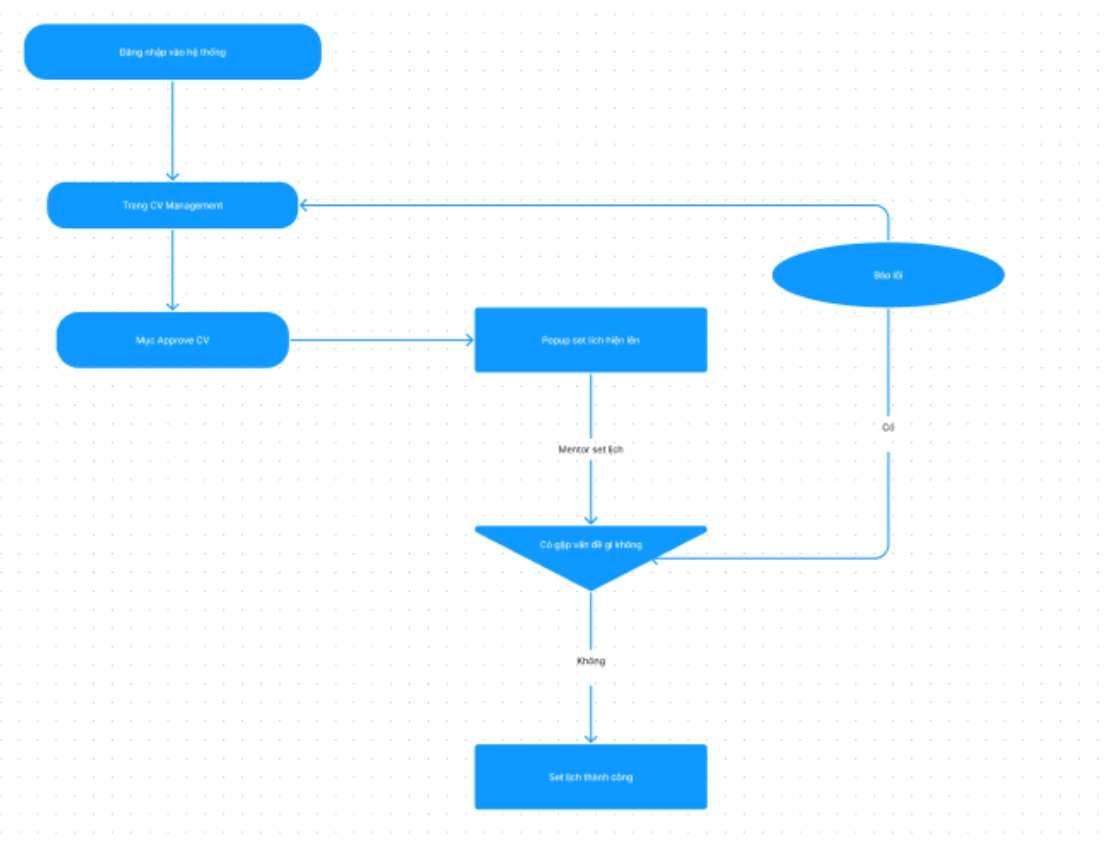 Đăng nhập vào hệ thống
Trang CV Management
Mục Approve CV
Popup set lích hiện lên
Mentor set lịch
Có gặp vấn đề gì không
Báo lỗi
Có
Không
Set lịch thành công